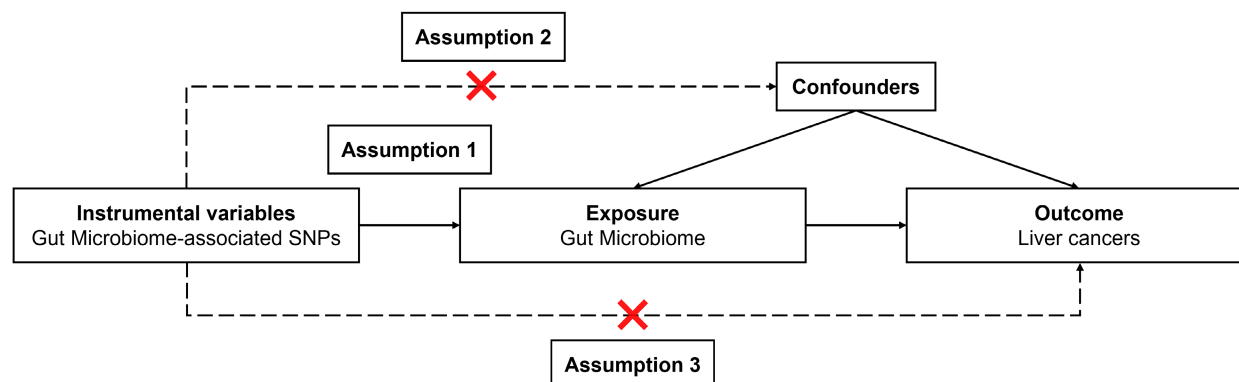 Assumption 2
Confounders
Assumption 1
Instrumental variables
Gut Microbiome-associated SNPs
Exposure
Gut Microbiome
Outcome
Liver cancers
Assumption 3